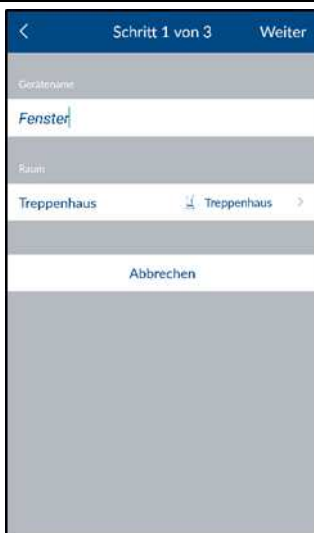 Schritt 1 von 3 Weiter
Gerätename
Fenster
Raum
Treppenhaus Treppenhaus
Abbrechen